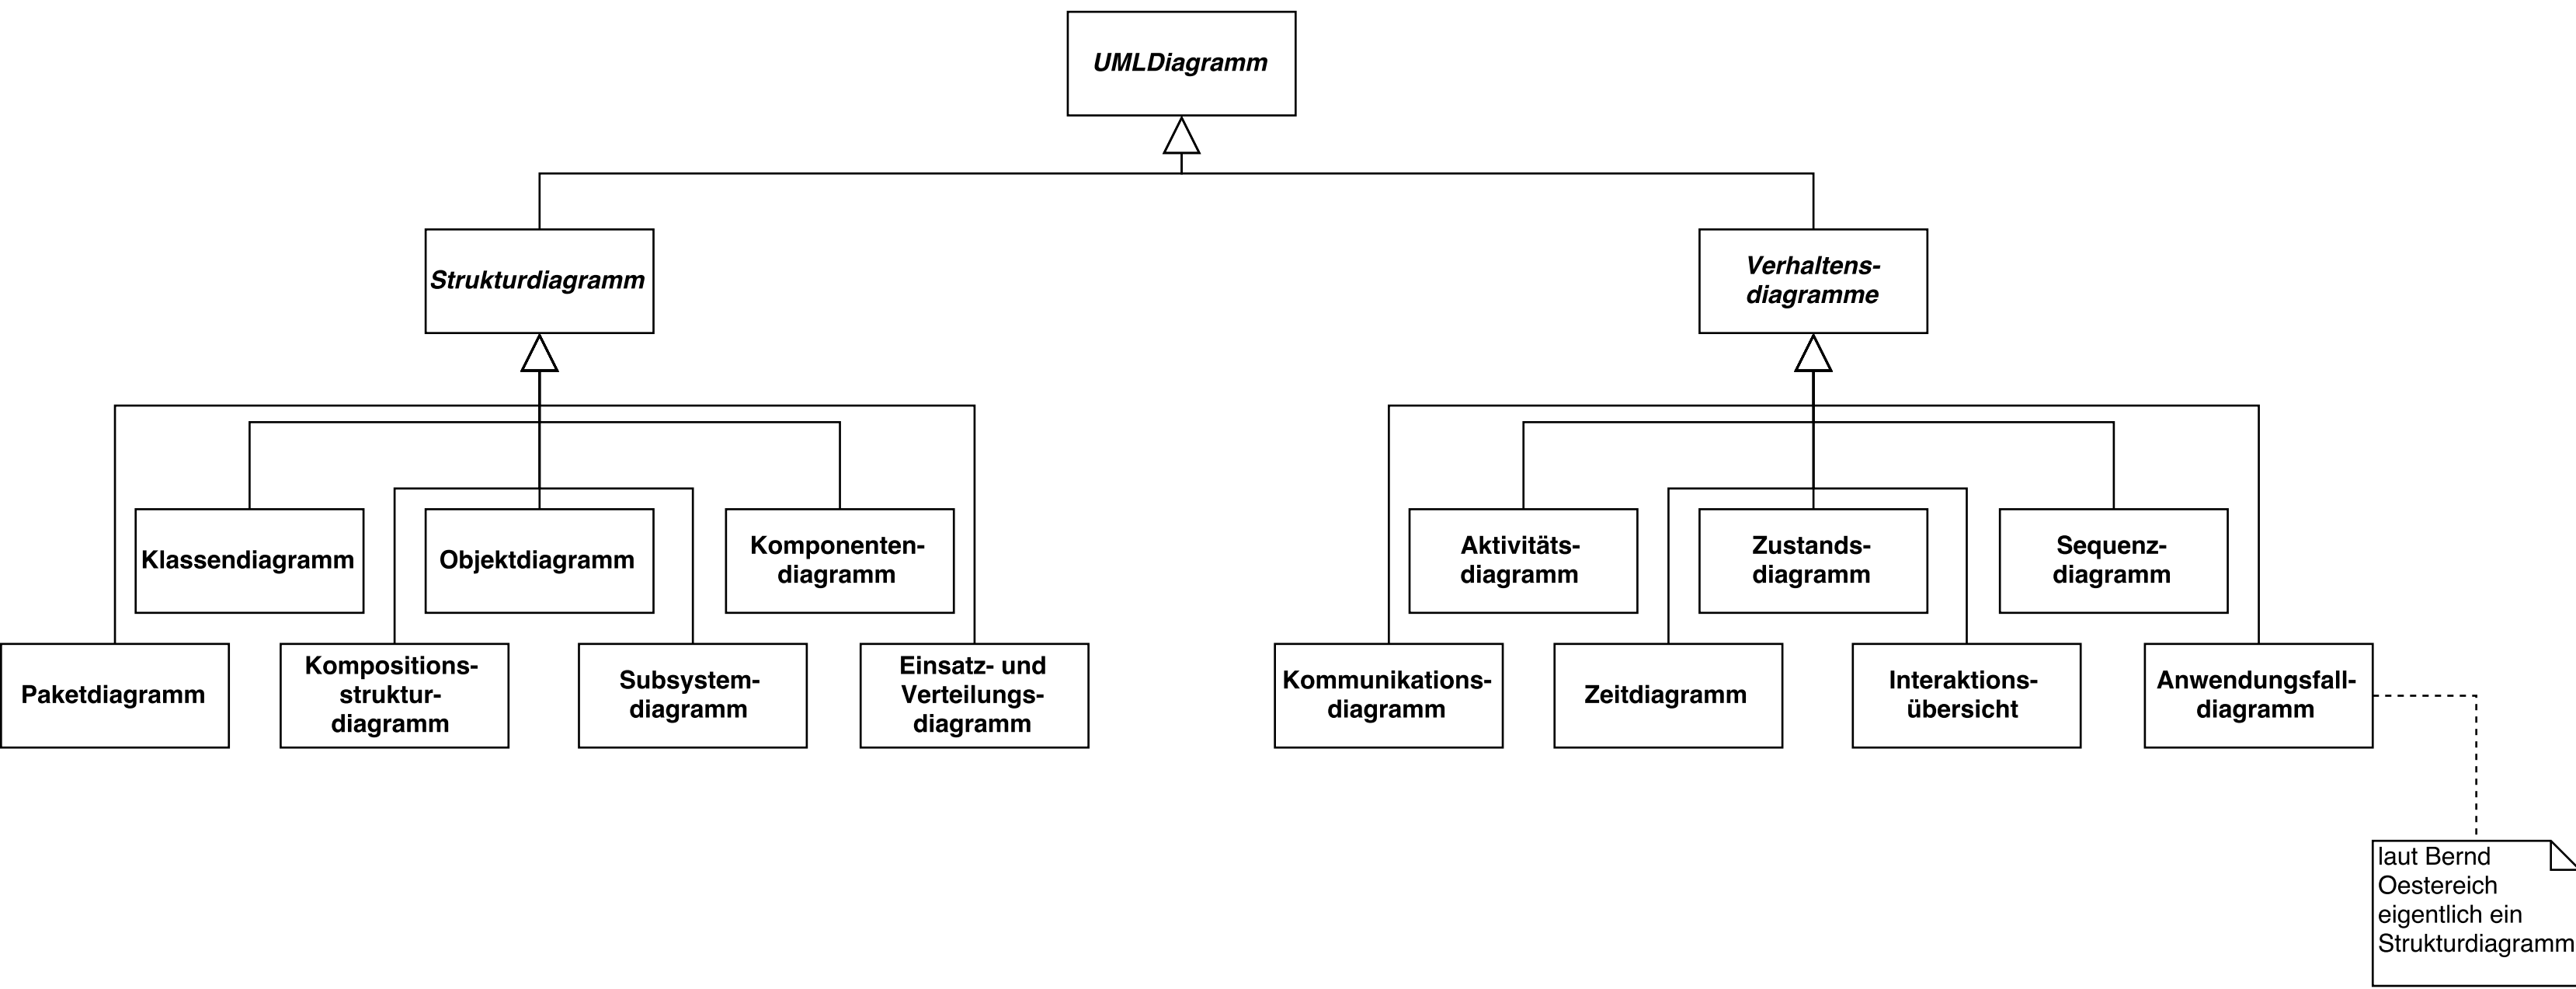 UMLDiagramm
Strukturdiagramm
Verhaltens-
diagramme
Klassendiagramm
Objektdiagramm
Komponenten-
diagramm
Aktivitäts-
diagramm
Zustands-
diagramm
Sequenz-
diagramm
Paketdiagramm
Kompositions-
struktur-
diagramm
Subsystem-
diagramm
Einsatz- und
Verteilungs-
diagramm
Kommunikations-
diagramm
Zeitdiagramm
Interaktions-
übersicht
Anwendungsfall-
diagramm
laut Bernd
Oestereich
eigentlich ein
Strukturdiagramm